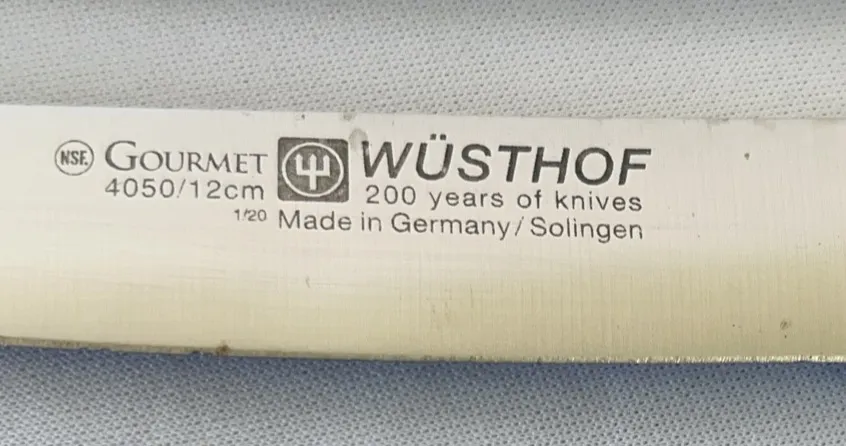 NSF. GOURMET WÜSTHOF
4050/12cm 200 years of knives
1/20 Made in Germany/Solingen